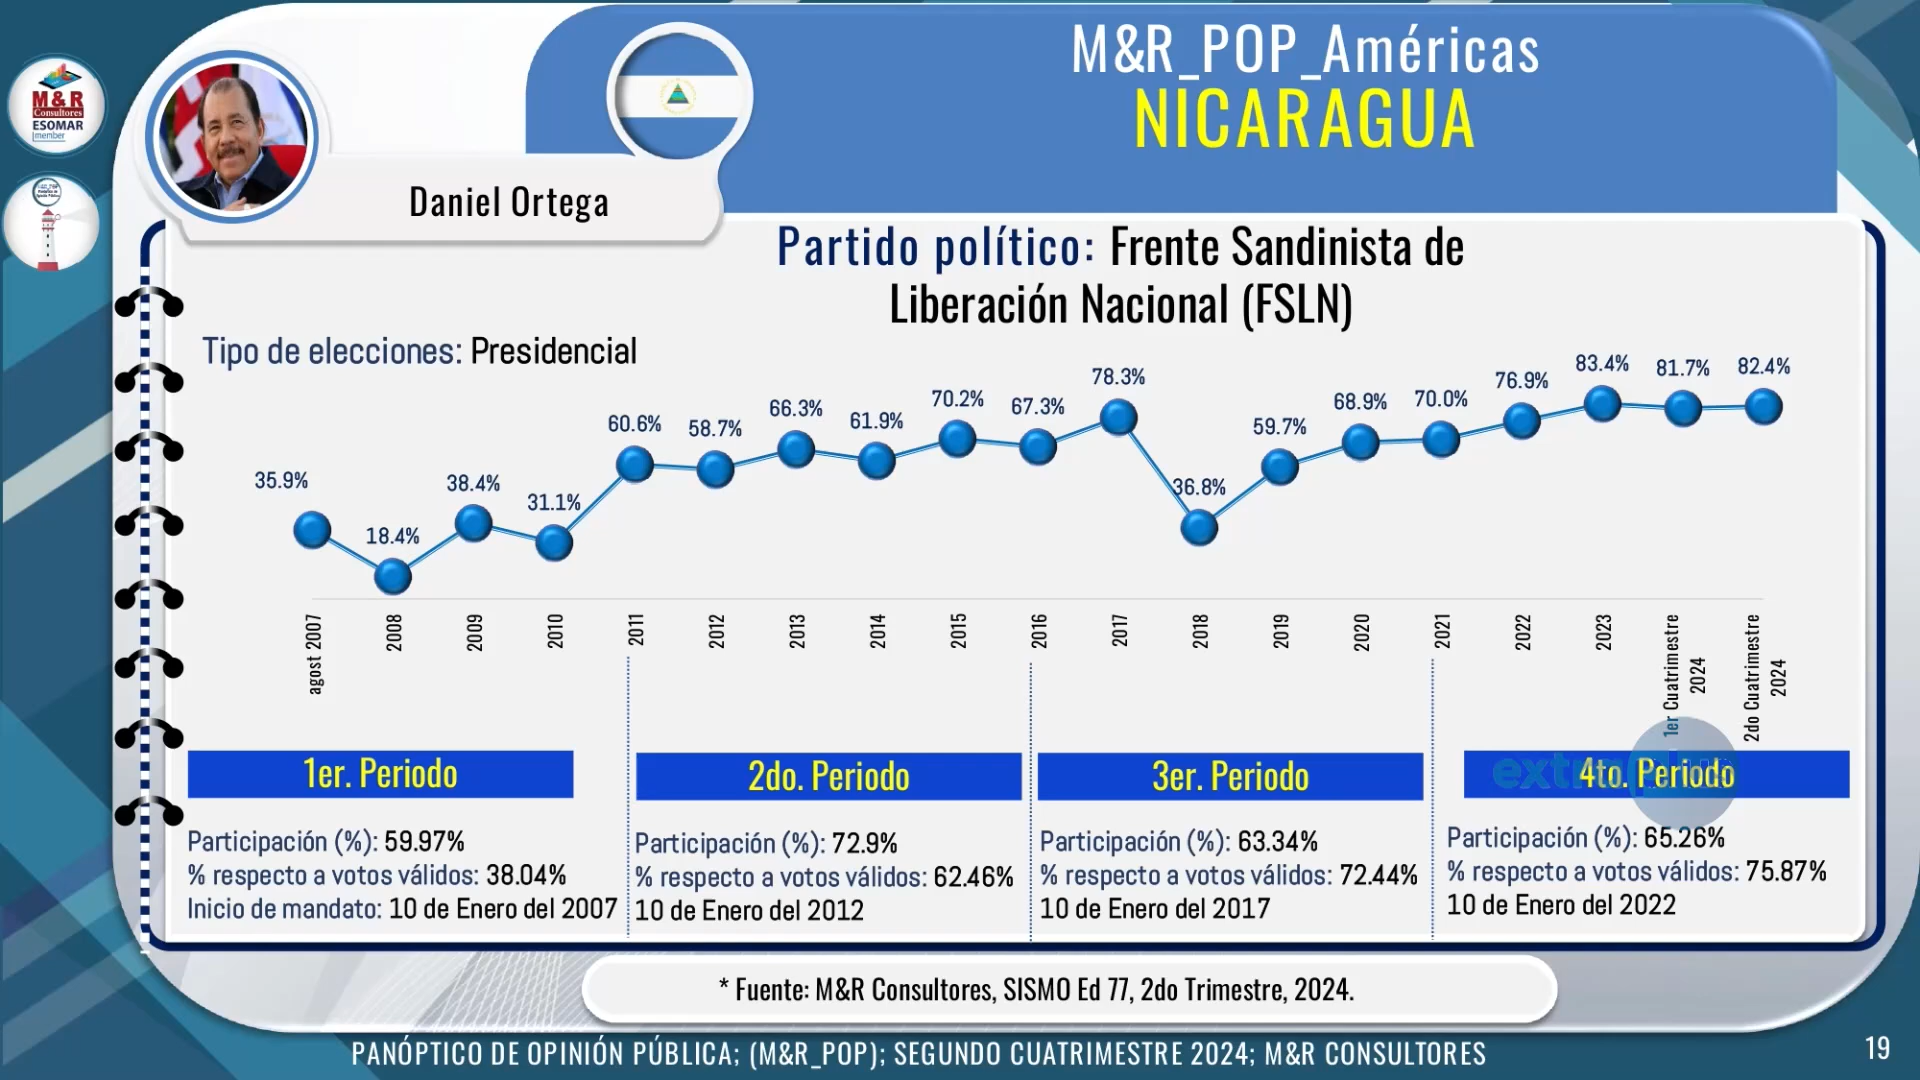 M&R_POP_Américas
NICARAGUA
M&R
Consultores
ESOMAR
member
Daniel Ortega
Partido político: Frente Sandinista de
Liberación Nacional (FSLN)
Tipo de elecciones: Presidencial
35.9%
18.4%
38.4%
31.1%
60.6%
58.7%
66.3%
61.9%
70.2%
67.3%
78.3%
36.8%
59.7%
68.9%
70.0%
76.9%
83.4%
81.7%
82.4%
agost 2007
2008
2009
2010
2011
2012
2013
2014
2015
2016
2017
2018
2019
2020
2021
2022
2023
1er Cuatrimestre
2024
2do Cuatrimestre
2024
1er. Periodo
Participación (%): 59.97%
% respecto a votos válidos: 38.04%
Inicio de mandato: 10 de Enero del 2007
2do. Periodo
Participación (%): 72.9%
% respecto a votos válidos: 62.46%
10 de Enero del 2012
3er. Periodo
Participación (%): 63.34%
% respecto a votos válidos: 72.44%
10 de Enero del 2017
4to. Periodo
extraplus
Participación (%): 65.26%
% respecto a votos válidos: 75.87%
10 de Enero del 2022
* Fuente: M&R Consultores, SISMO Ed 77, 2do Trimestre, 2024.
PANÓPTICO DE OPINIÓN PÚBLICA; (M&R_POP); SEGUNDO CUATRIMESTRE 2024; M&R CONSULTORES
19